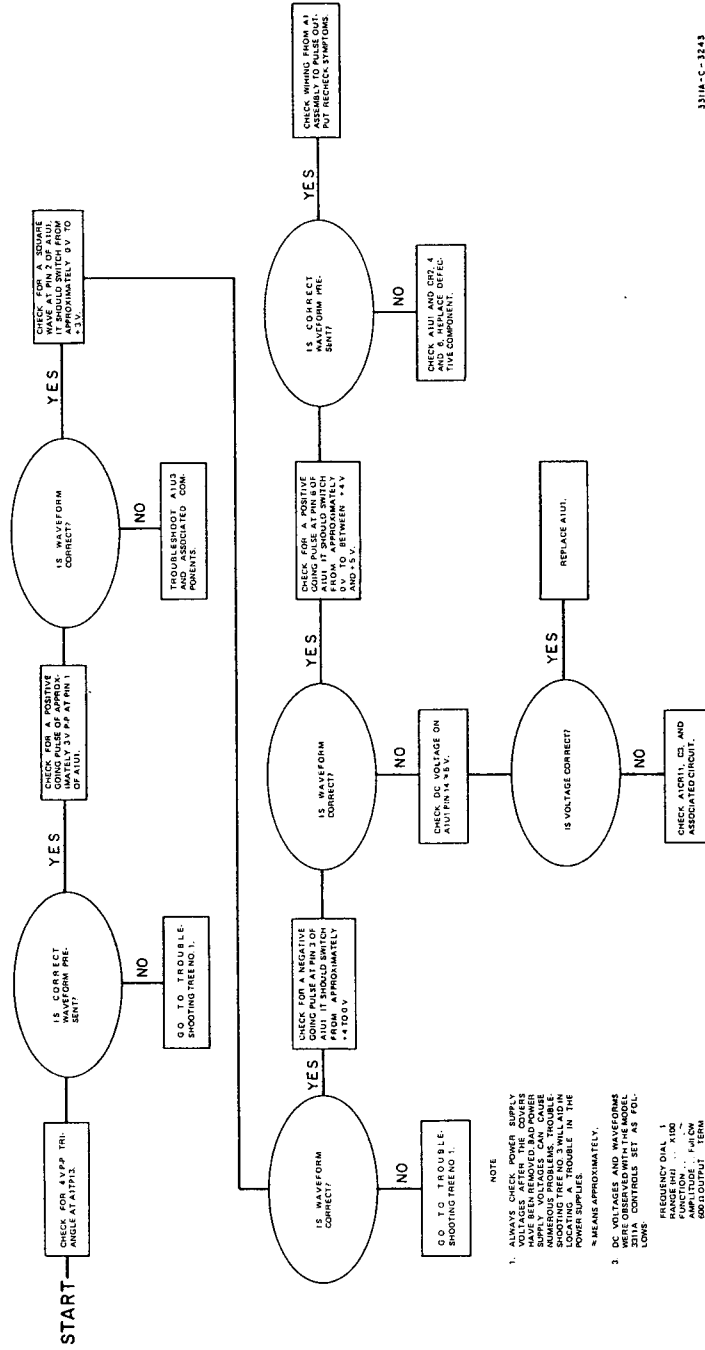 START
CHECK FOR 4 V P-P TRI-
ANGLE AT A1TP13.
IS CORRECT
WAVEFORM PRE-
SENT?
NO
GO TO TROUBLE-
SHOOTING TREE NO. 1.
YES
CHECK FOR A POSITIVE
GOING PULSE OF APPROX-
IMATELY 3 V P-P AT PIN 1
OF A1U1.
IS WAVEFORM
CORRECT?
NO
TROUBLESHOOT A1U3
AND ASSOCIATED COM-
PONENTS.
YES
CHECK FOR A SQUARE
WAVE AT PIN 2 OF A1U1.
IT SHOULD SWITCH FROM
APPROXIMATELY 0 V TO
+3 V.
IS WAVEFORM
CORRECT?
NO
GO TO TROUBLE-
SHOOTING TREE NO. 1.
YES
CHECK FOR A NEGATIVE
GOING PULSE AT PIN 3 OF
A1U1 IT SHOULD SWITCH
FROM APPROXIMATELY
+4 TO 0 V
IS WAVEFORM
CORRECT?
NO
CHECK DC VOLTAGE ON
A1U1 PIN 14 ≈ 5 V.
IS VOLTAGE CORRECT?
NO
CHECK A1CR11, C3, AND
ASSOCIATED CIRCUIT.
YES
REPLACE A1U1.
YES
CHECK FOR A POSITIVE
GOING PULSE AT PIN 6 OF
A1U1 IT SHOULD SWITCH
FROM APPROXIMATELY
0 V TO BETWEEN +4 V
AND +5 V.
IS CORRECT
WAVEFORM PRE-
SENT?
NO
CHECK A1U1 AND CR2, 4
AND 6, REPLACE DEFEC-
TIVE COMPONENT.
YES
CHECK WIRING FROM A1
ASSEMBLY TO PULSE OUT-
PUT RECHECK SYMPTOMS.
NOTE
1. ALWAYS CHECK POWER SUPPLY
VOLTAGES AFTER THE COVERS
HAVE BEEN REMOVED. BAD POWER
SUPPLY VOLTAGES CAN CAUSE
NUMEROUS PROBLEMS. TROUBLE-
SHOOTING TREE NO. 3 WILL AID IN
LOCATING A TROUBLE IN THE
POWER SUPPLIES.
≈ MEANS APPROXIMATELY.
3 DC VOLTAGES AND WAVEFORMS
WERE OBSERVED WITH THE MODEL
3311A CONTROLS SET AS FOL-
LOWS:
FREQUENCY DIAL 1
RANGE (Hz) . . X100
FUNCTION . . . ~
AMPLITUDE . . Full CW
600 Ω OUTPUT TERM
3311A-C-3243